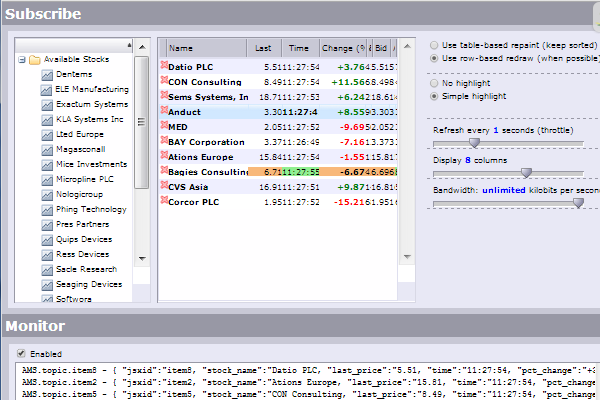 Subscribe
Available Stocks
Dentems
ELE Manufacturing
Exactum Systems
KLA Systems Inc
Lted Europe
Magasconall
Mice Investments
Micropline PLC
Nologicroup
Phing Technology
Pres Partners
Quips Devices
Ress Devices
Sacle Research
Seaging Devices
Softwora
Name Last Time Change (% Bid
Datio PLC 5.51 11:27:54 +3.76 45.515
CON Consulting 8.49 11:27:54 +11.56 68.498
Sems Systems, In 18.7 11:27:53 +6.24 218.61
Anduct 3.30 11:27:4 +8.55 93.303
MED 2.05 11:27:52 -9.69 52.052
BAY Corporation 3.37 11:26:49 -7.16 13.373
Ations Europe 15.84 11:27:54 -1.55 115.81
Bagies Consulting 6.71 11:27:55 -6.67 46.696
CVS Asia 16.91 11:27:51 +9.87 116.81
Corcor PLC 1.95 11:27:52 -15.21 61.951
Use table-based repaint (keep sorted)
Use row-based redraw (when possible)
No highlight
Simple highlight
Refresh every 1 seconds (throttle)
Display 8 columns
Bandwidth: unlimited kilobits per secon
Monitor
Enabled
AMS.topic.item8 - { "jsxid":"item8, "stock_name":"Datio PLC, "last_price":"5.51, "time":"11:27:54, "pct_change":"+3
AMS.topic.item2 - { "jsxid":"item2, "stock_name":"Ations Europe, "last_price":"15.81, "time":"11:27:54, "pct_change
AMS.topic.item5 - { "jsxid":"item5, "stock_name":"CON Consulting, "last_price":"8.49, "time":"11:27:54, "pct_chang